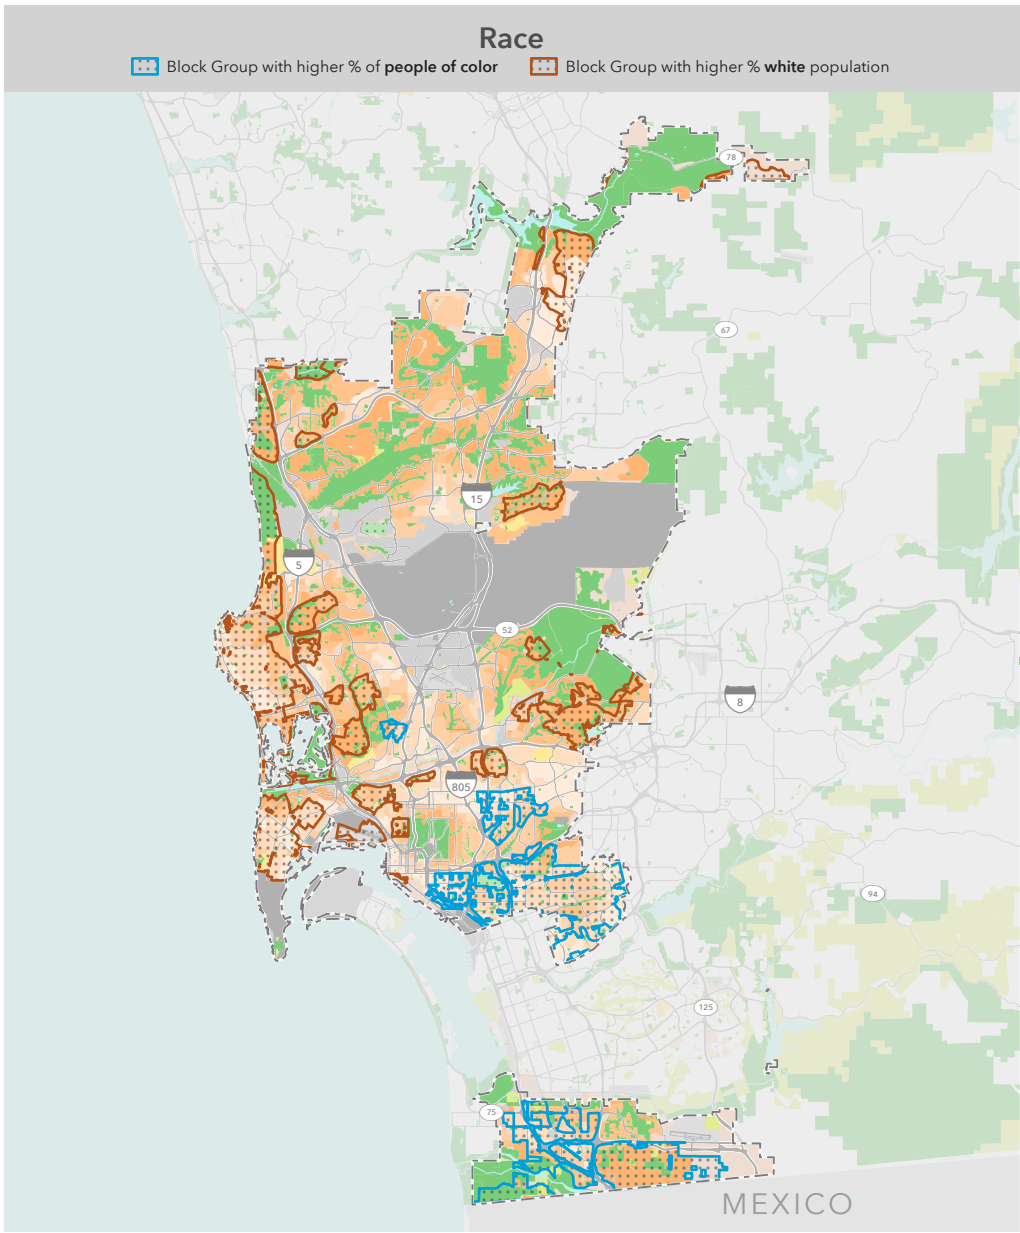 Race
Block Group with higher % of people of color
Block Group with higher % white population
78
67
15
5
52
8
805
94
125
75
MEXICO